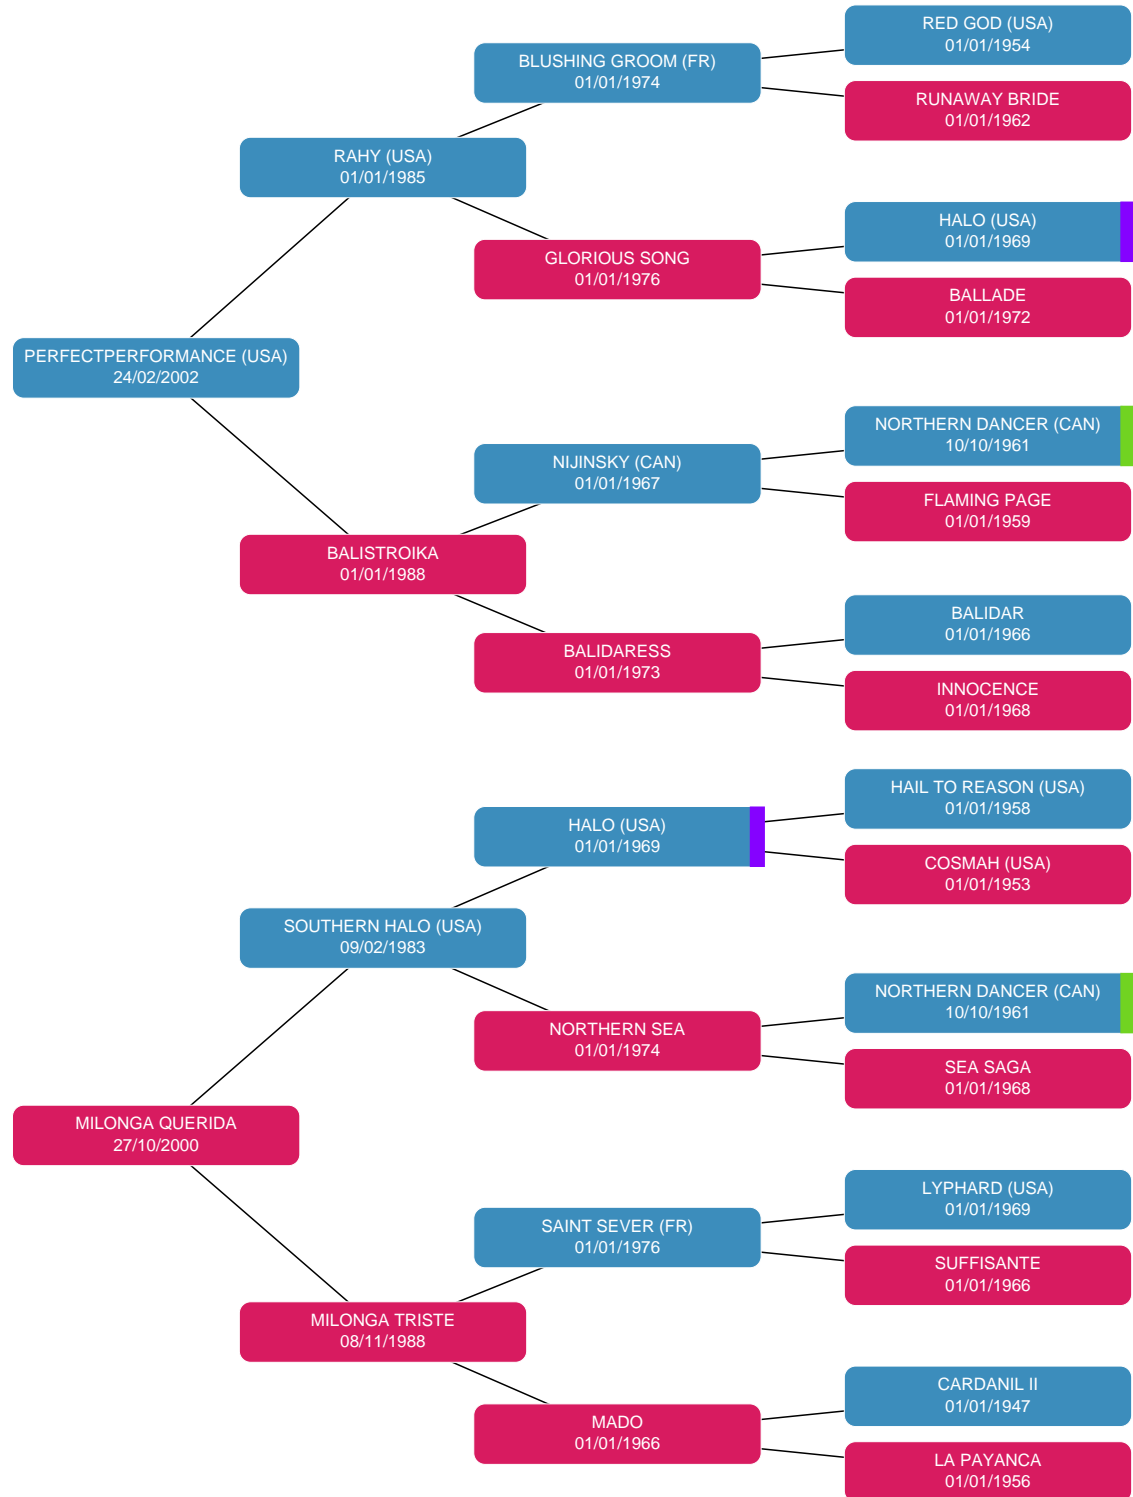 RED GOD (USA)
01/01/1954
BLUSHING GROOM (FR)
01/01/1974
RUNAWAY BRIDE
01/01/1962
RAHY (USA)
01/01/1985
HALO (USA)
01/01/1969
GLORIOUS SONG
01/01/1976
BALLADE
01/01/1972
PERFECTPERFORMANCE (USA)
24/02/2002
NORTHERN DANCER (CAN)
10/10/1961
NIJINSKY (CAN)
01/01/1967
FLAMING PAGE
01/01/1959
BALISTROIKA
01/01/1988
BALIDAR
01/01/1966
BALIDARESS
01/01/1973
INNOCENCE
01/01/1968
HAIL TO REASON (USA)
01/01/1958
HALO (USA)
01/01/1969
COSMAH (USA)
01/01/1953
SOUTHERN HALO (USA)
09/02/1983
NORTHERN DANCER (CAN)
10/10/1961
NORTHERN SEA
01/01/1974
SEA SAGA
01/01/1968
MILONGA QUERIDA
27/10/2000
LYPHARD (USA)
01/01/1969
SAINT SEVER (FR)
01/01/1976
SUFFISANTE
01/01/1966
MILONGA TRISTE
08/11/1988
CARDANIL II
01/01/1947
MADO
01/01/1966
LA PAYANCA
01/01/1956